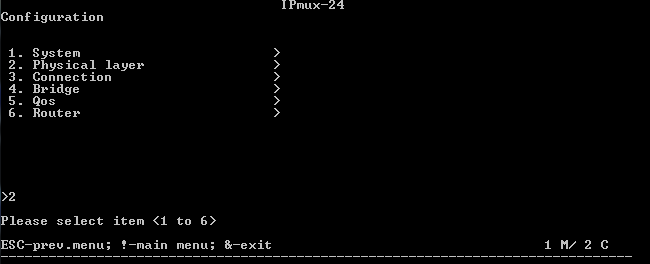 IPmux-24
Configuration
1. System >
2. Physical layer >
3. Connection >
4. Bridge >
5. Qos >
6. Router >
>2
Please select item <1 to 6>
ESC-prev.menu; !-main menu; &-exit 1 M/ 2 C